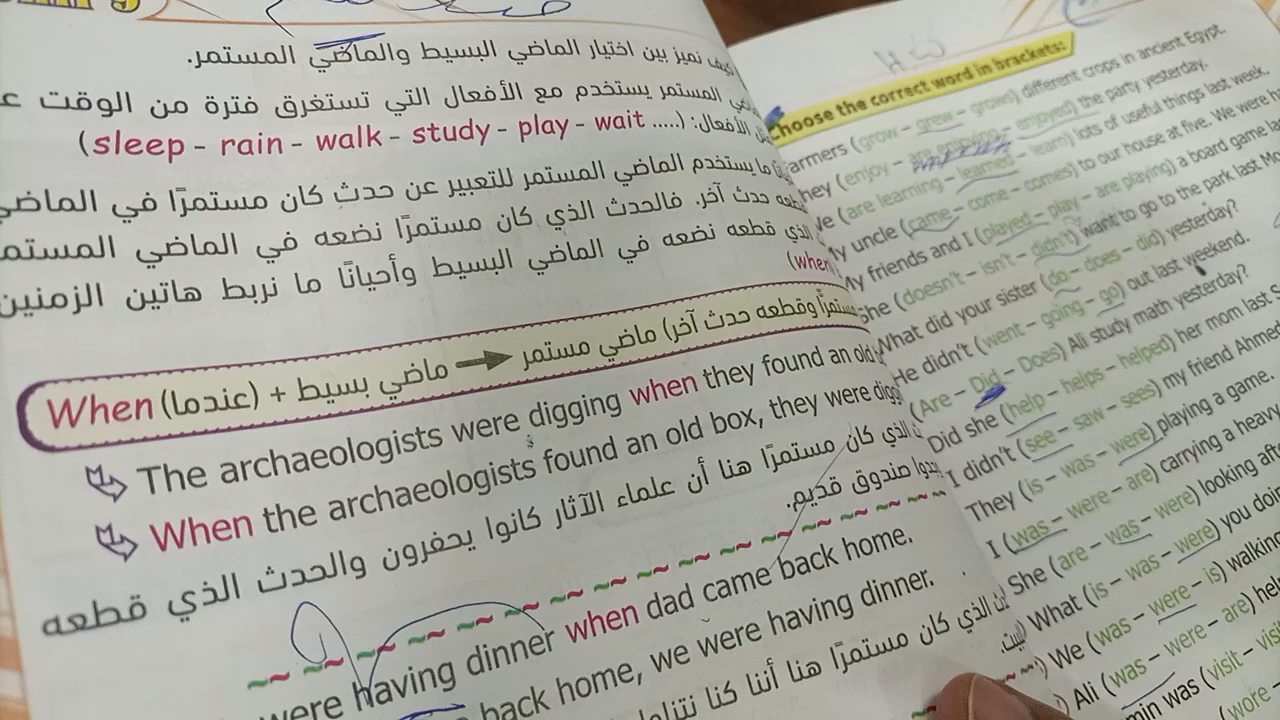 كيف نميز بين اختيار الماضي البسيط والماضي المستمر.
المستمر يستخدم مع الأفعال التي تستغرق فترة من الوقت
الأفعال: (..... sleep - rain - walk - study - play - wait)
ما يستخدم الماضي المستمر للتعبير عن حدث كان مستمرًا في الماضي
حدث آخر. فالحدث الذي كان مستمرًا نضعه في الماضي المستمر
الذي قطعه نضعه في الماضي البسيط وأحيانًا ما نربط هاتين الزمنين
(when)
When (عندما) + ماضي بسيط → ماضي مستمر (وقطعه حدث آخر
The archaeologists were digging when they found an old
When the archaeologists found an old box, they were
الذي كان مستمرًا هنا أن علماء الآثار كانوا يحفرون والحدث الذي قطعه
صندوق قديم.
were having dinner when dad came back home.
back home, we were having dinner.
الذي كان مستمرًا هنا أننا كنا
Choose the correct word in brackets:
(grow – grew – grows) different crops in ancient Egypt.
(enjoy – are enjoying – enjoyed) the party yesterday.
(are learning – learned – learn) lots of useful things last week.
uncle (came – come – comes) to our house at five. We were
My friends and I (played – play – are playing) a board game
She (doesn't – isn't – didn't) want to go to the park last
What did your sister (do – does – did) yesterday?
He didn't (went – going – go) out last weekend.
(Are – Did – Does) Ali study math yesterday?
Did she (help – helps – helped) her mom last
I didn't (see – saw – sees) my friend Ahmed
They (is – was – were) playing a game.
I (was – were – are) carrying a heavy
She (are – was – were) looking
What (is – was – were) you
We (was – were – is) walking
Ali (was – were – are)
was (visit –
(wore –